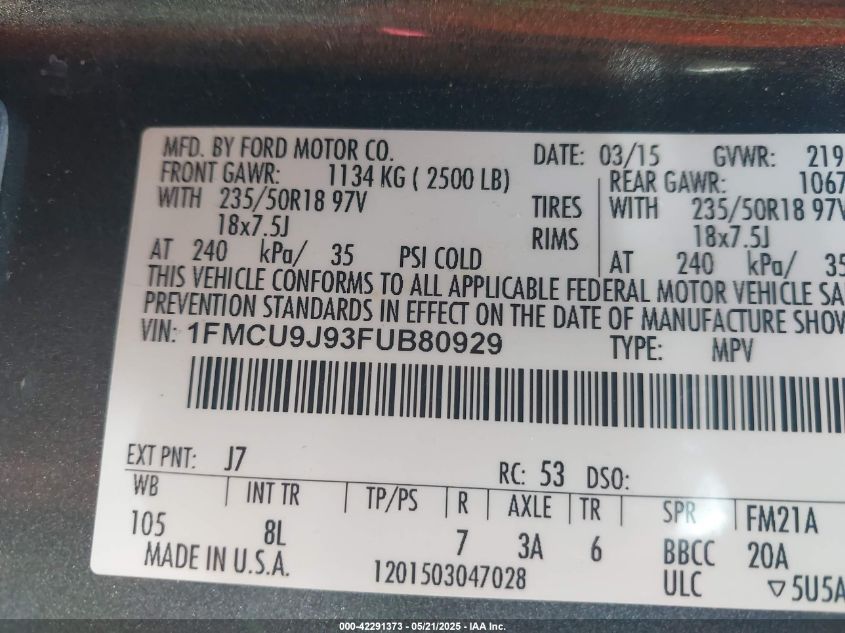 MFD. BY FORD MOTOR CO. DATE: 03/15 GVWR: 219
FRONT GAWR: 1134 KG ( 2500 LB) REAR GAWR: 1067
WITH 235/50R18 97V TIRES WITH 235/50R18 97V
18x7.5J RIMS 18x7.5J
AT 240 kPa/ 35 PSI COLD AT 240 kPa/ 35
THIS VEHICLE CONFORMS TO ALL APPLICABLE FEDERAL MOTOR VEHICLE SA
PREVENTION STANDARDS IN EFFECT ON THE DATE OF MANUFACTURE SHOW
VIN: 1FMCU9J93FUB80929 TYPE: MPV
EXT PNT: J7 RC: 53 DSO:
WB INT TR TP/PS R AXLE TR SPR FM21A
105 8L 7 3A 6 BBCC 20A
MADE IN U.S.A. 1201503047028 ULC ▽5U5A
000-42291373 — 05/21/2025 — 1IAA, Inc.